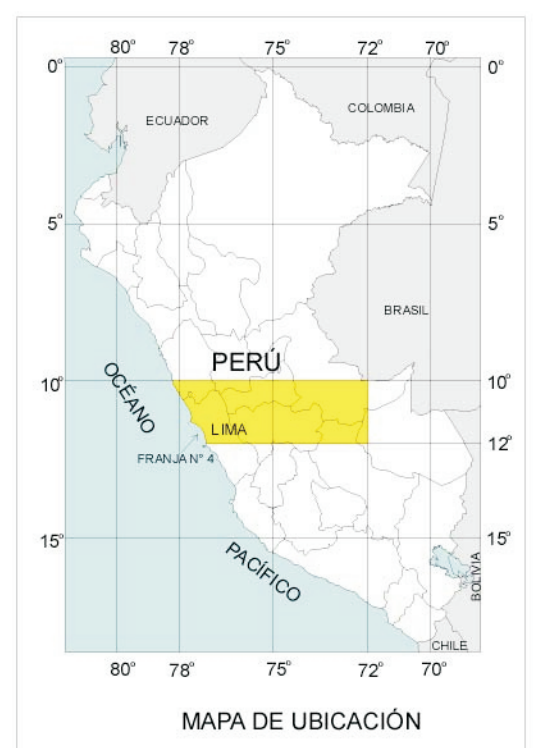 80° 78° 75° 72° 70°
0° 0°
COLOMBIA
ECUADOR
5° 5°
BRASIL
PERÚ
10° 10°
OCÉANO
LIMA
12°
FRANJA N° 4
15° 15°
PACÍFICO
BOLIVIA
CHILE
80° 78° 75° 72° 70°
MAPA DE UBICACIÓN